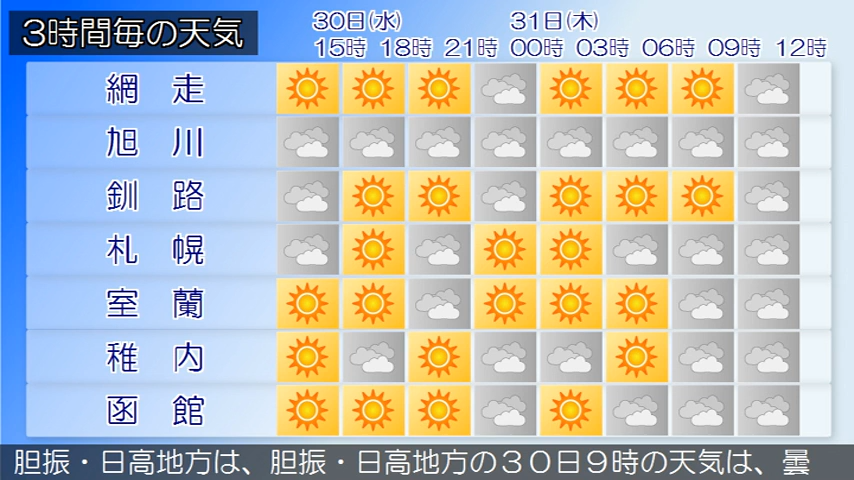 3時間毎の天気
30日(水) 31日(木)
15時 18時 21時 00時 03時 06時 09時 12時
網走
旭川
釧路
札幌
室蘭
稚内
函館
胆振・日高地方は、胆振・日高地方の30日9時の天気は、曇